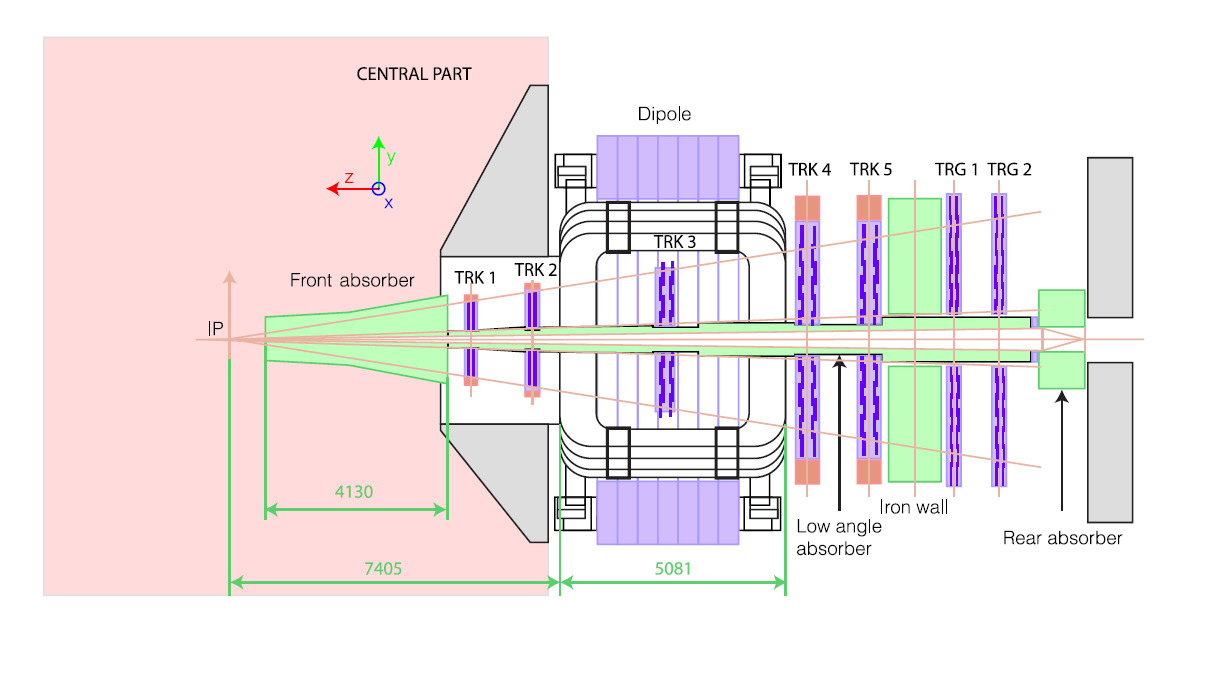 CENTRAL PART
Dipole
y
z
x
TRK 4
TRK 5
TRG 1
TRG 2
TRK 3
TRK 1
TRK 2
Front absorber
IP
4130
Iron wall
Low angle
absorber
Rear absorber
7405
5081